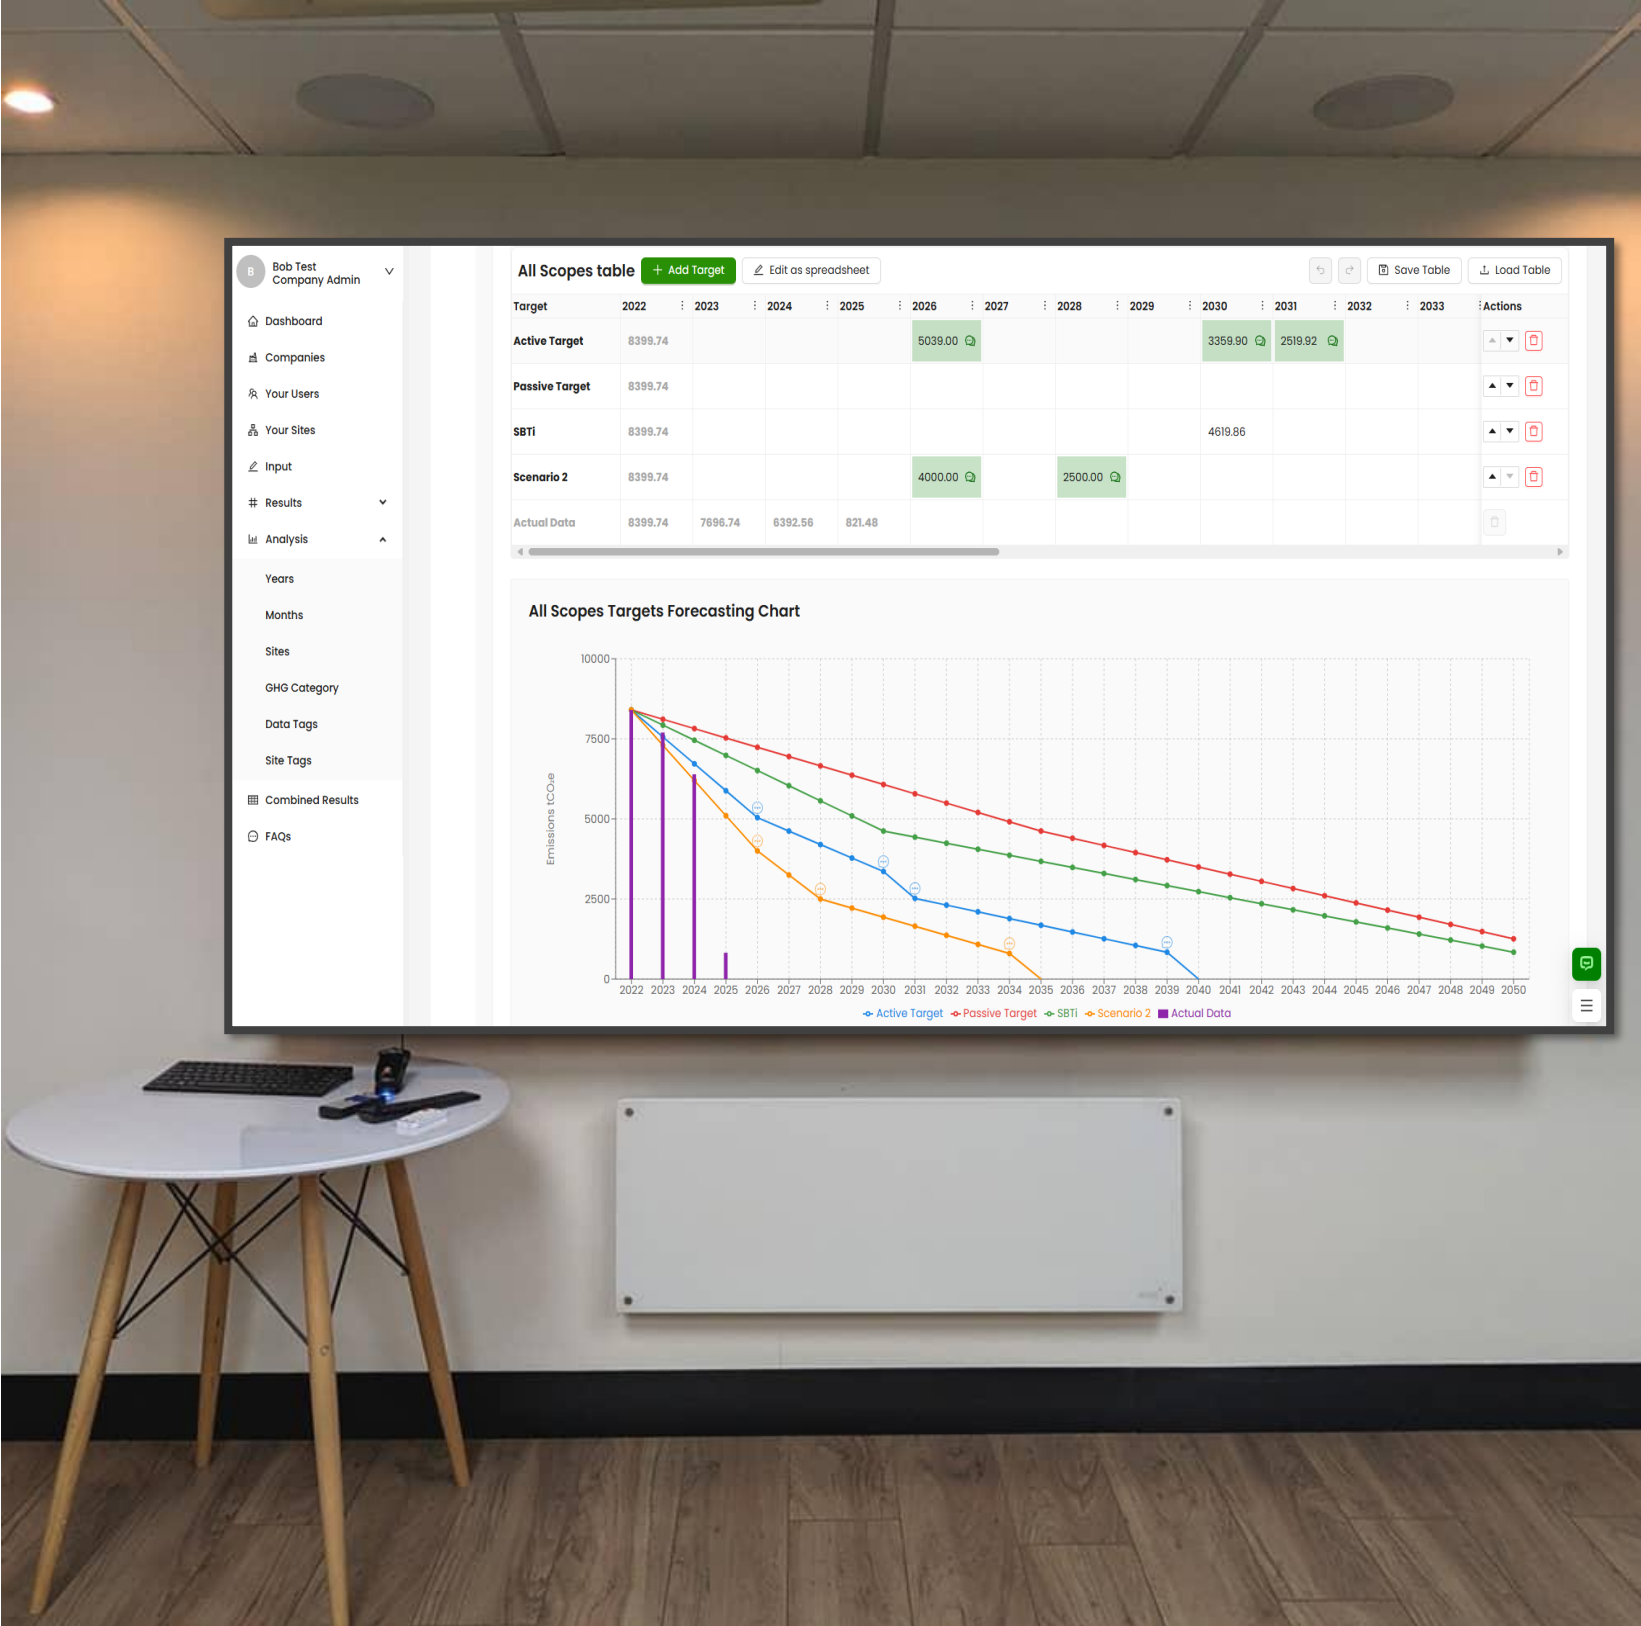 B
Bob Test
Company Admin
Dashboard
Companies
Your Users
Your Sites
Input
Results
Analysis
Years
Months
Sites
GHG Category
Data Tags
Site Tags
Combined Results
FAQs
All Scopes table + Add Target Edit as spreadsheet Save Table Load Table
Target 2022 2023 2024 2025 2026 2027 2028 2029 2030 2031 2032 2033 Actions
Active Target 8399.74 5039.00 3359.90 2519.92
Passive Target 8399.74
SBTi 8399.74 4619.86
Scenario 2 8399.74 4000.00 2500.00
Actual Data 8399.74 7696.74 6392.56 821.48
All Scopes Targets Forecasting Chart
10000
7500
5000
2500
0
Emissions tCO₂e
2022 2023 2024 2025 2026 2027 2028 2029 2030 2031 2032 2033 2034 2035 2036 2037 2038 2039 2040 2041 2042 2043 2044 2045 2046 2047 2048 2049 2050
Active Target Passive Target SBTi Scenario 2 Actual Data